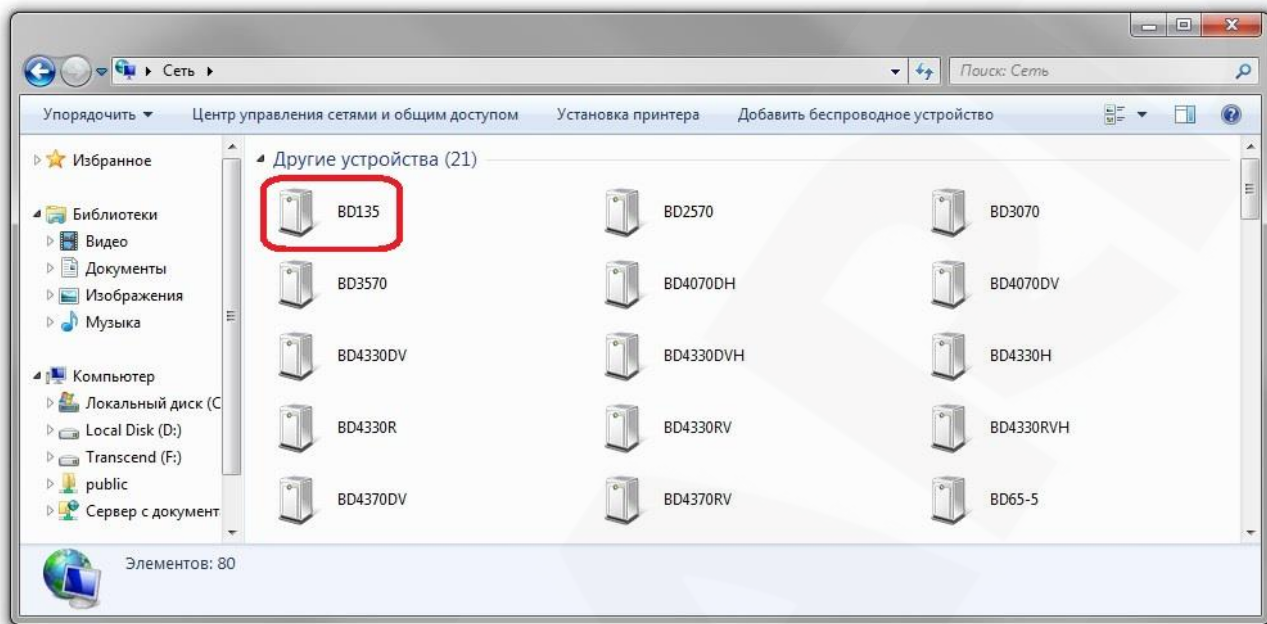 Сеть
Поиск: Сеть
Упорядочить Центр управления сетями и общим доступом Установка принтера Добавить беспроводное устройство
Избранное
Библиотеки
Видео
Документы
Изображения
Музыка
Компьютер
Локальный диск (C
Local Disk (D:)
Transcend (F:)
public
Сервер с документ
Другие устройства (21)
BD135 BD2570 BD3070
BD3570 BD4070DH BD4070DV
BD4330DV BD4330DVH BD4330H
BD4330R BD4330RV BD4330RVH
BD4370DV BD4370RV BD65-5
Элементов: 80